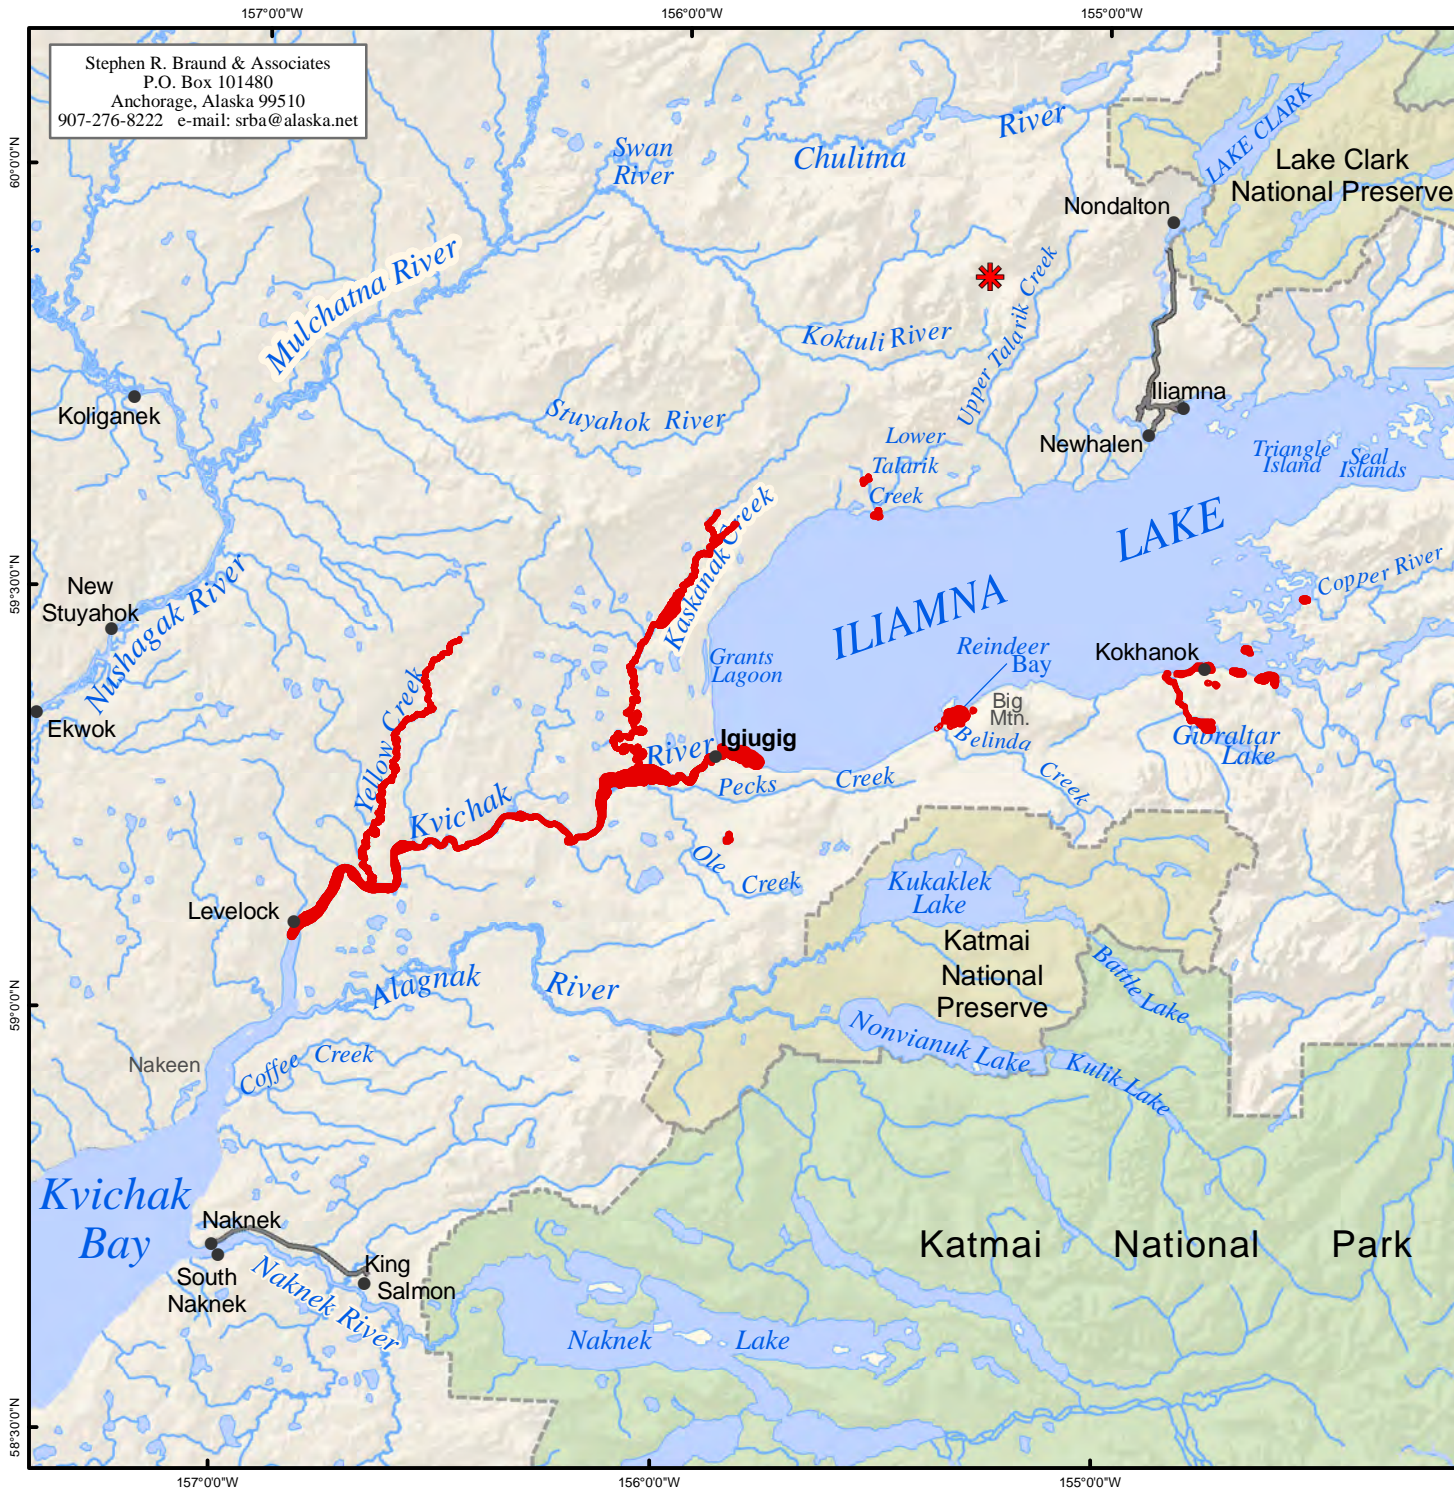 157°0'0"W
156°0'0"W
155°0'0"W
Stephen R. Braund & Associates
P.O. Box 101480
Anchorage, Alaska 99510
907-276-8222 e-mail: srba@alaska.net
60°0'0"N
Swan
River
Chulitna
River
LAKE CLARK
Lake Clark
National Preserve
Nondalton
Mulchatna River
Koktuli River
Upper Talarik Creek
Koliganek
Stuyahok River
Iliamna
Newhalen
Lower
Talarik
Creek
Triangle
Island
Seal
Islands
Kaskanak Creek
LAKE
ILIAMNA
59°30'0"N
New
Stuyahok
Nushagak River
Copper River
Grants
Lagoon
Reindeer
Bay
Kokhanok
Ekwok
Yellow Creek
Big
Mtn.
Belinda
Creek
Gibraltar
Lake
River
Igiugig
Pecks
Creek
Kvichak
Ole
Creek
Levelock
Kukaklek
Lake
Katmai
National
Preserve
Battle Lake
Alagnak
River
59°0'0"N
Nonvianuk Lake
Kulik Lake
Nakeen
Coffee Creek
Kvichak
Bay
Naknek
South
Naknek
King
Salmon
Naknek River
Katmai National Park
Naknek Lake
58°30'0"N
157°0'0"W
156°0'0"W
155°0'0"W